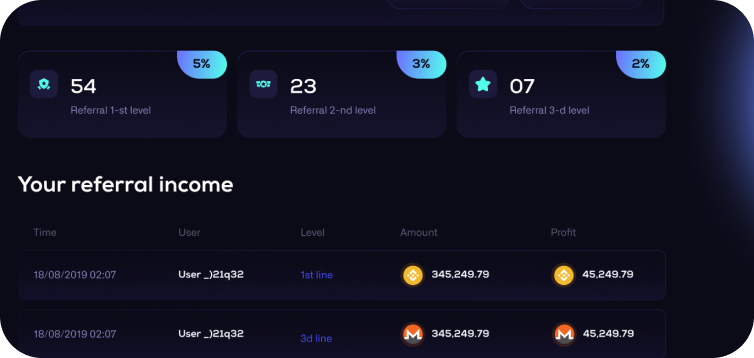 5% 3% 2%
54 23 07
Referral 1-st level Referral 2-nd level Referral 3-d level
Your referral income
Time User Level Amount Profit
18/08/2019 02:07 User _)21q32 1st line 345,249.79 45,249.79
18/08/2019 02:07 User _)21q32 3d line 345,249.79 45,249.79